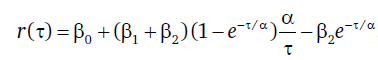 r(τ) = β₀ + (β₁ + β₂)(1 − e^{−τ/α}) α/τ − β₂e^{−τ/α}